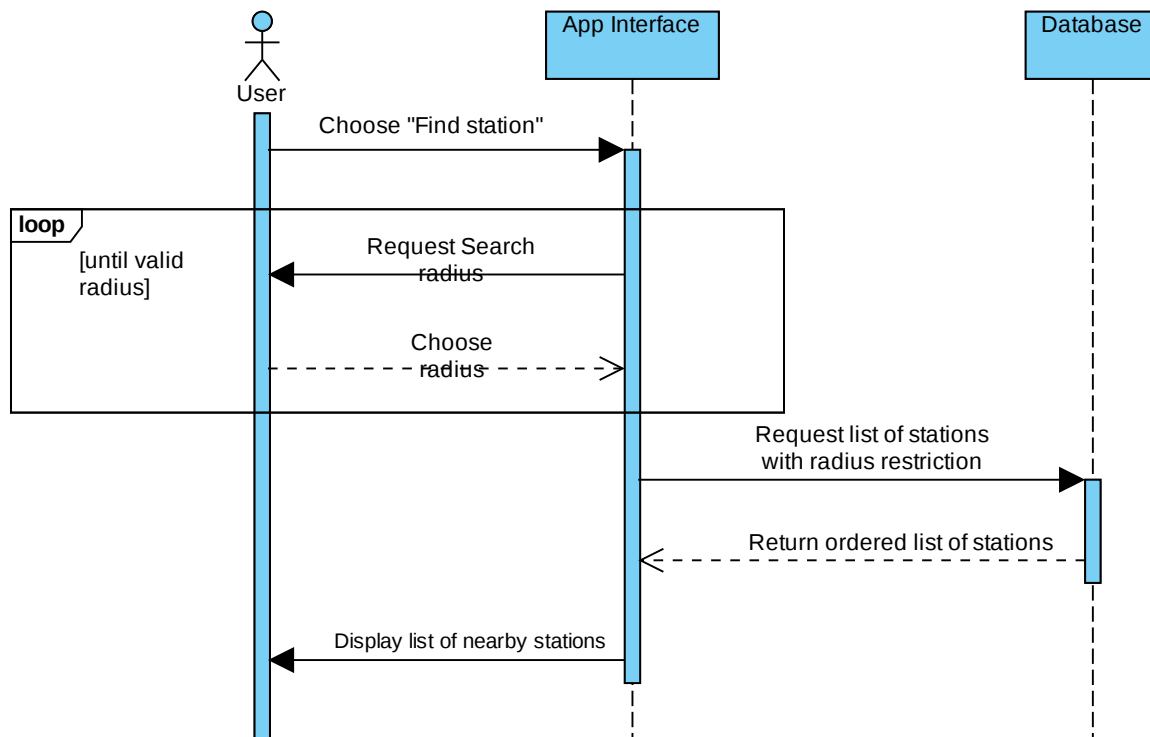 App Interface
Database
User
Choose "Find station"
loop
[until valid
radius]
Request Search
radius
Choose
radius
Request list of stations
with radius restriction
Return ordered list of stations
Display list of nearby stations